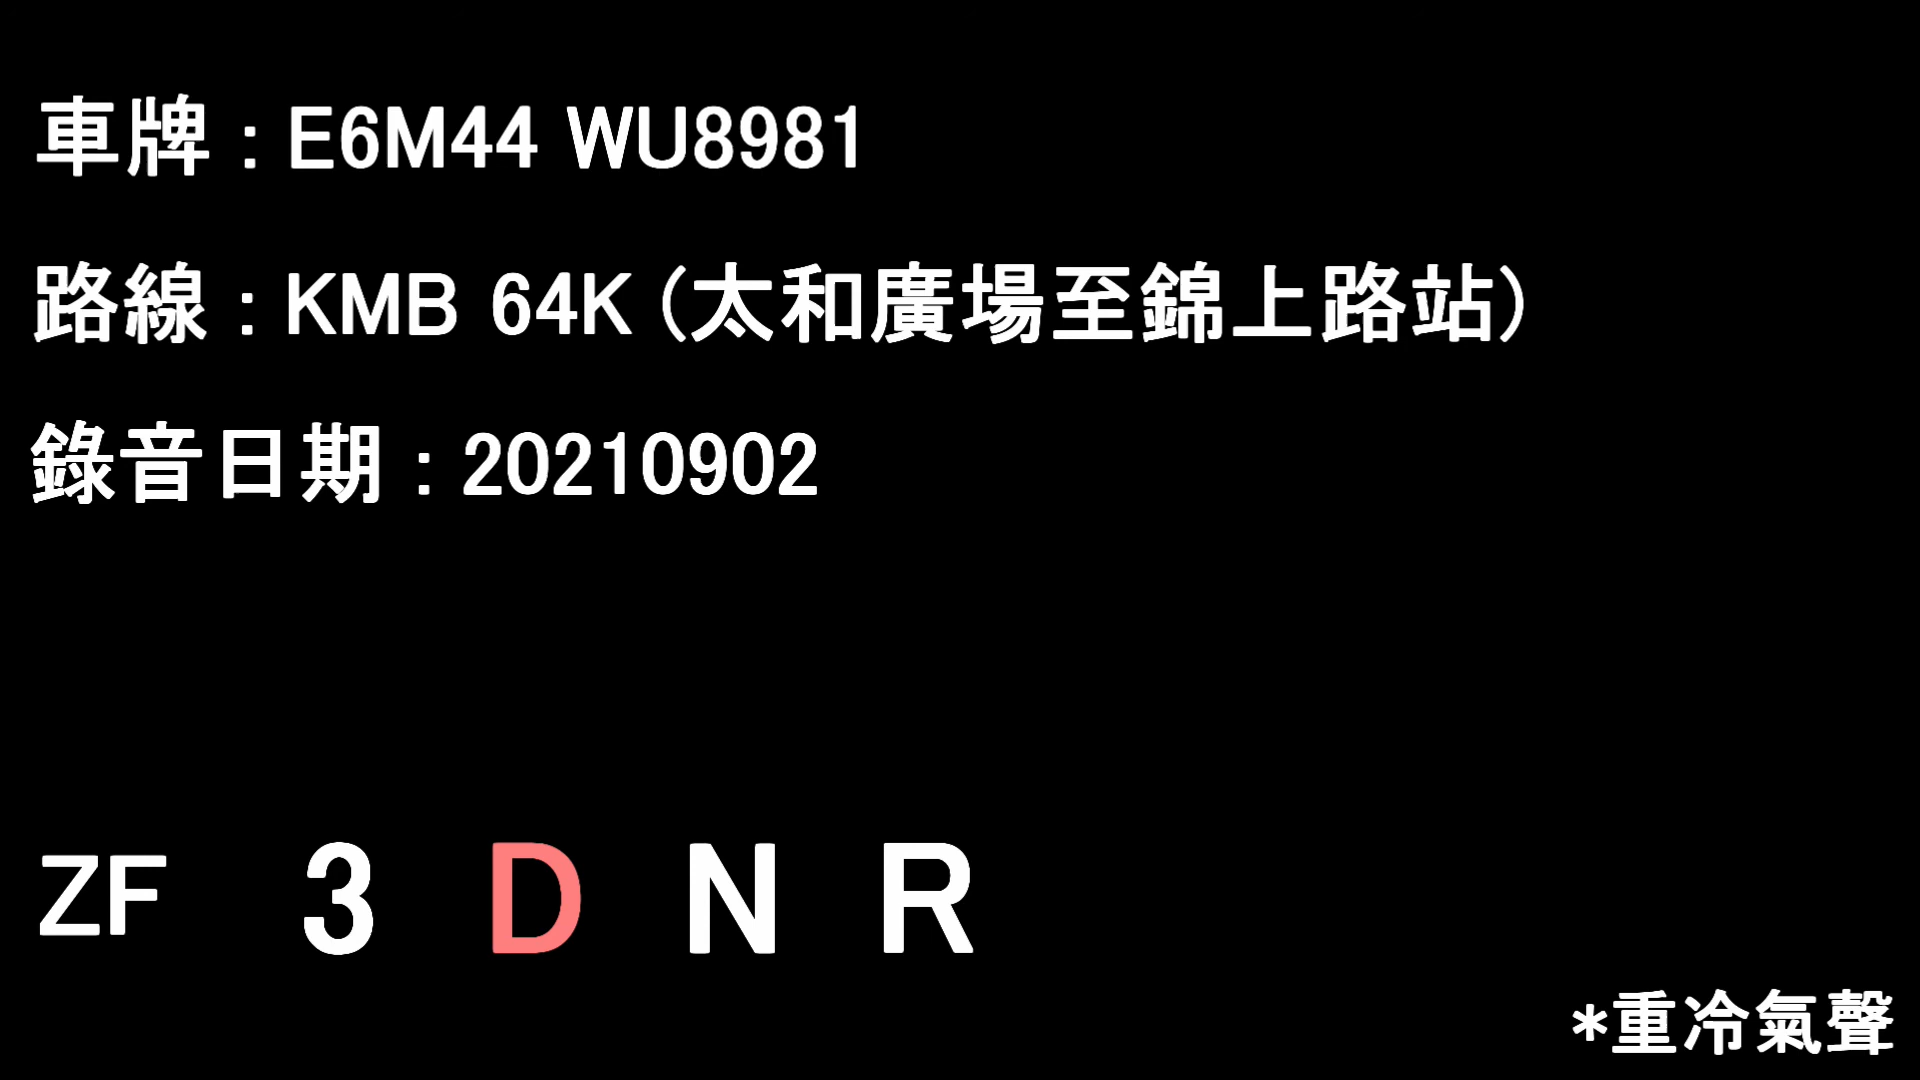 車牌 : E6M44 WU8981
路線 : KMB 64K (太和廣場至錦上路站)
錄音日期 : 20210902
ZF 3 D N R
*重冷氣聲